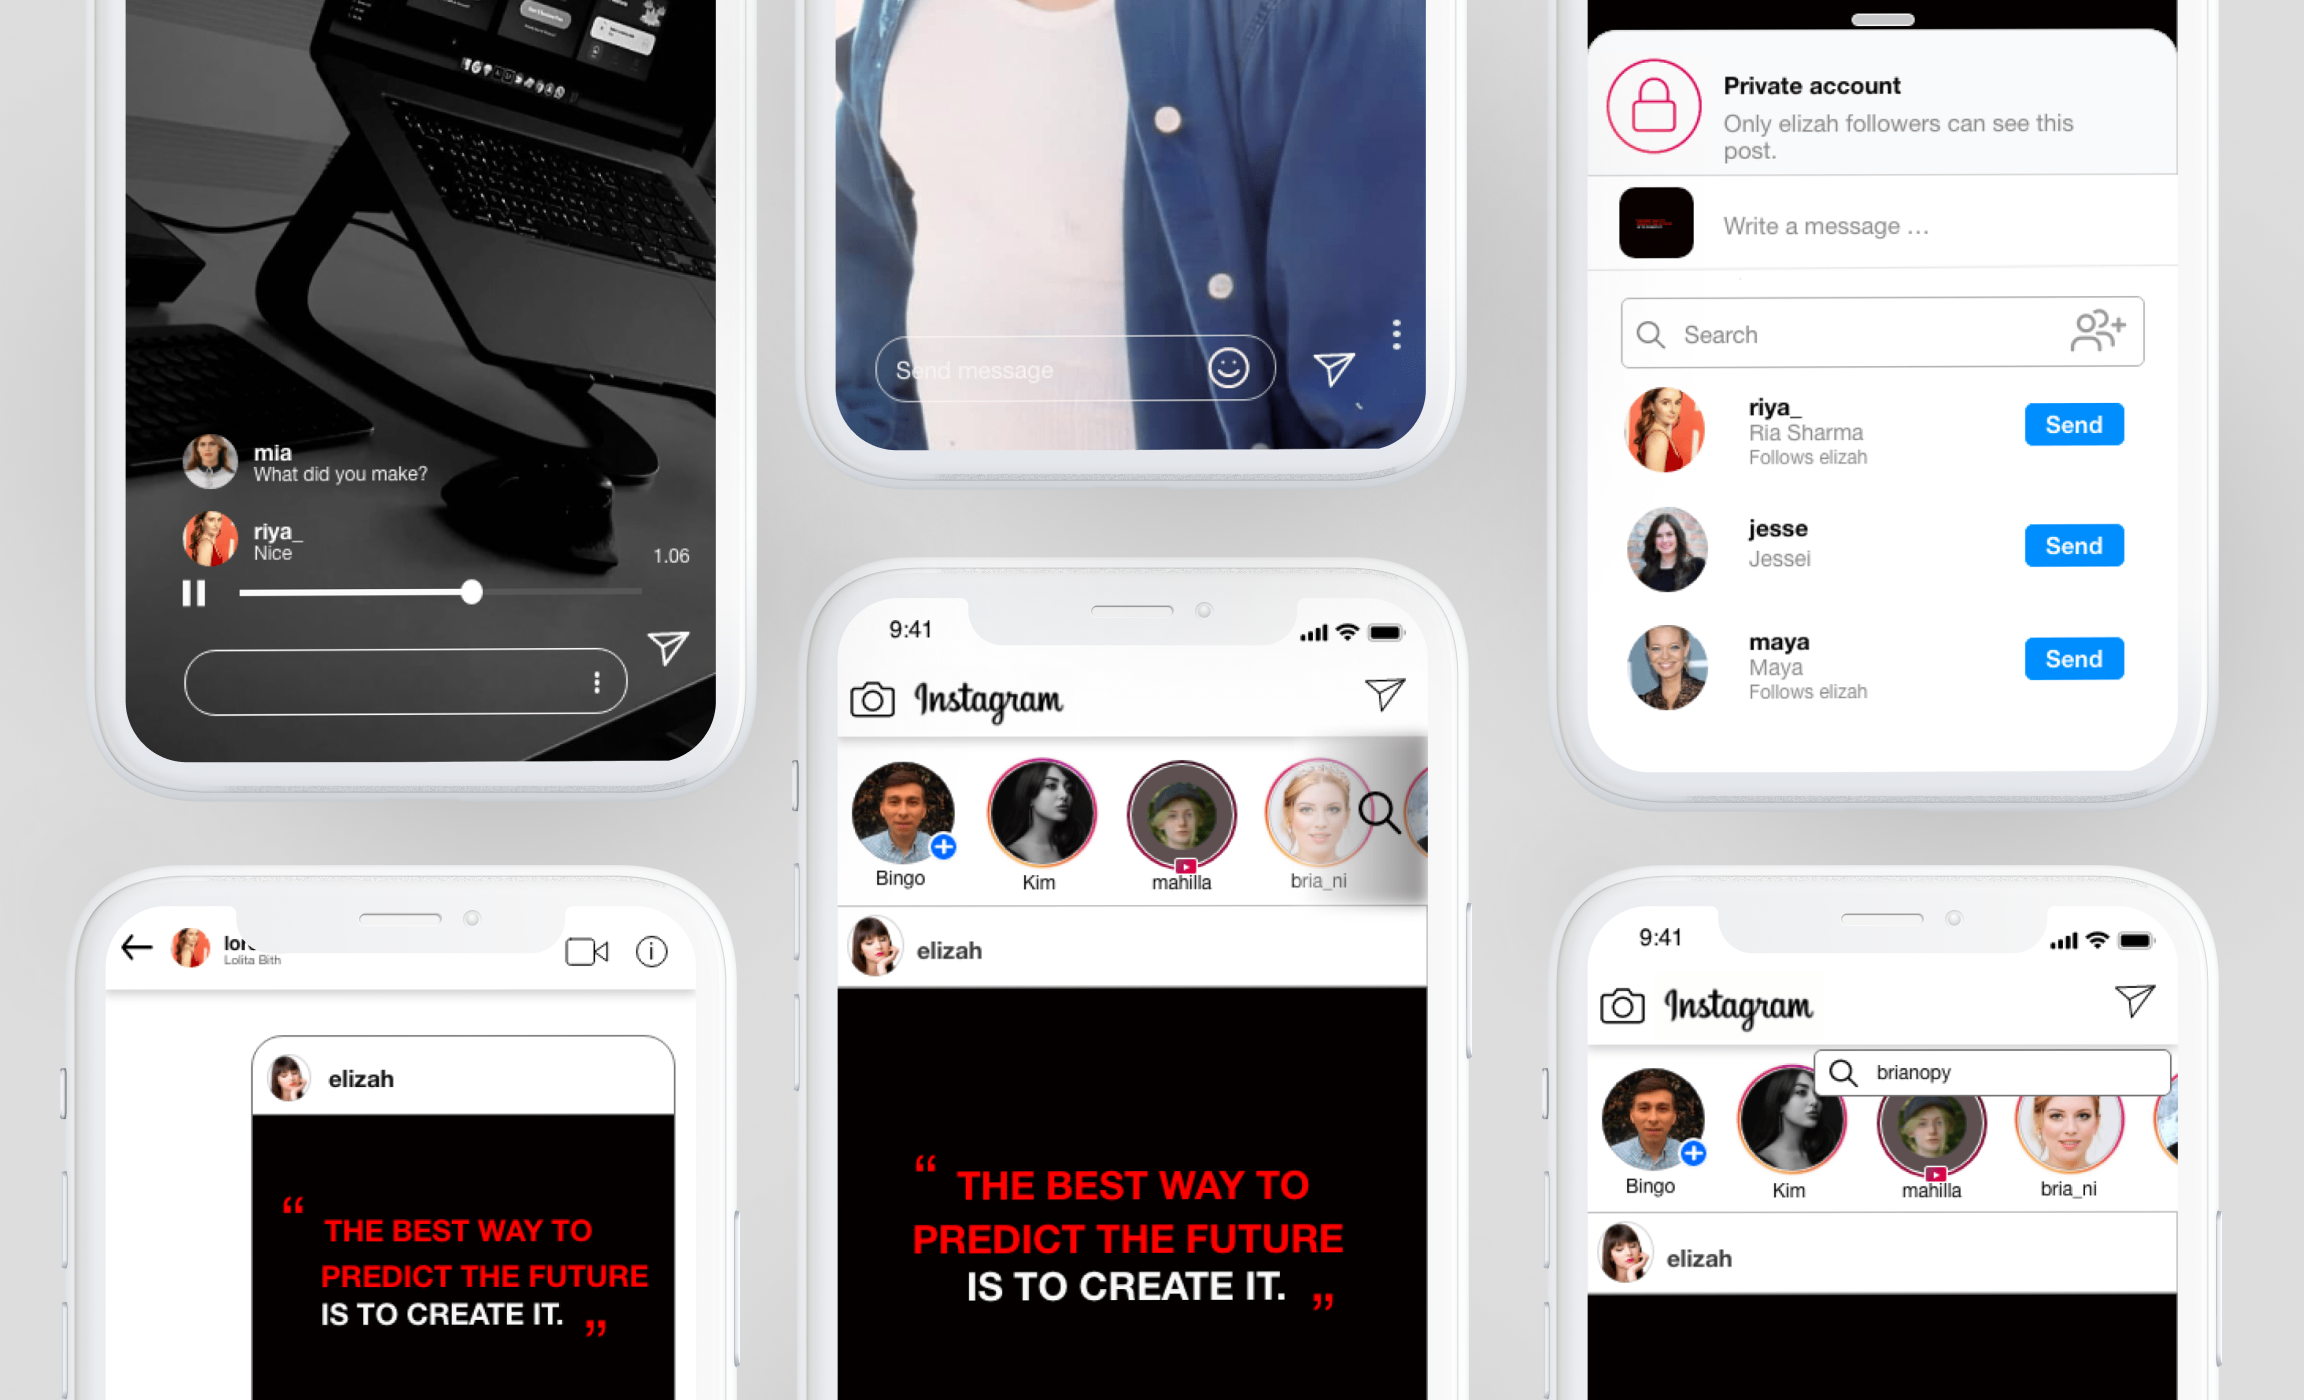 mia
What did you make?
riya_
Nice
1.06
Send message
Private account
Only elizah followers can see this
post.
Write a message ...
Search
riya_
Ria Sharma
Follows elizah
Send
jesse
Jessei
Send
maya
Maya
Follows elizah
Send
Lolita Bith
elizah
“ THE BEST WAY TO
PREDICT THE FUTURE
IS TO CREATE IT. ”
9:41
Instagram
Bingo
Kim
mahilla
bria_ni
elizah
“ THE BEST WAY TO
PREDICT THE FUTURE
IS TO CREATE IT. ”
9:41
Instagram
brianopy
Bingo
Kim
mahilla
bria_ni
elizah